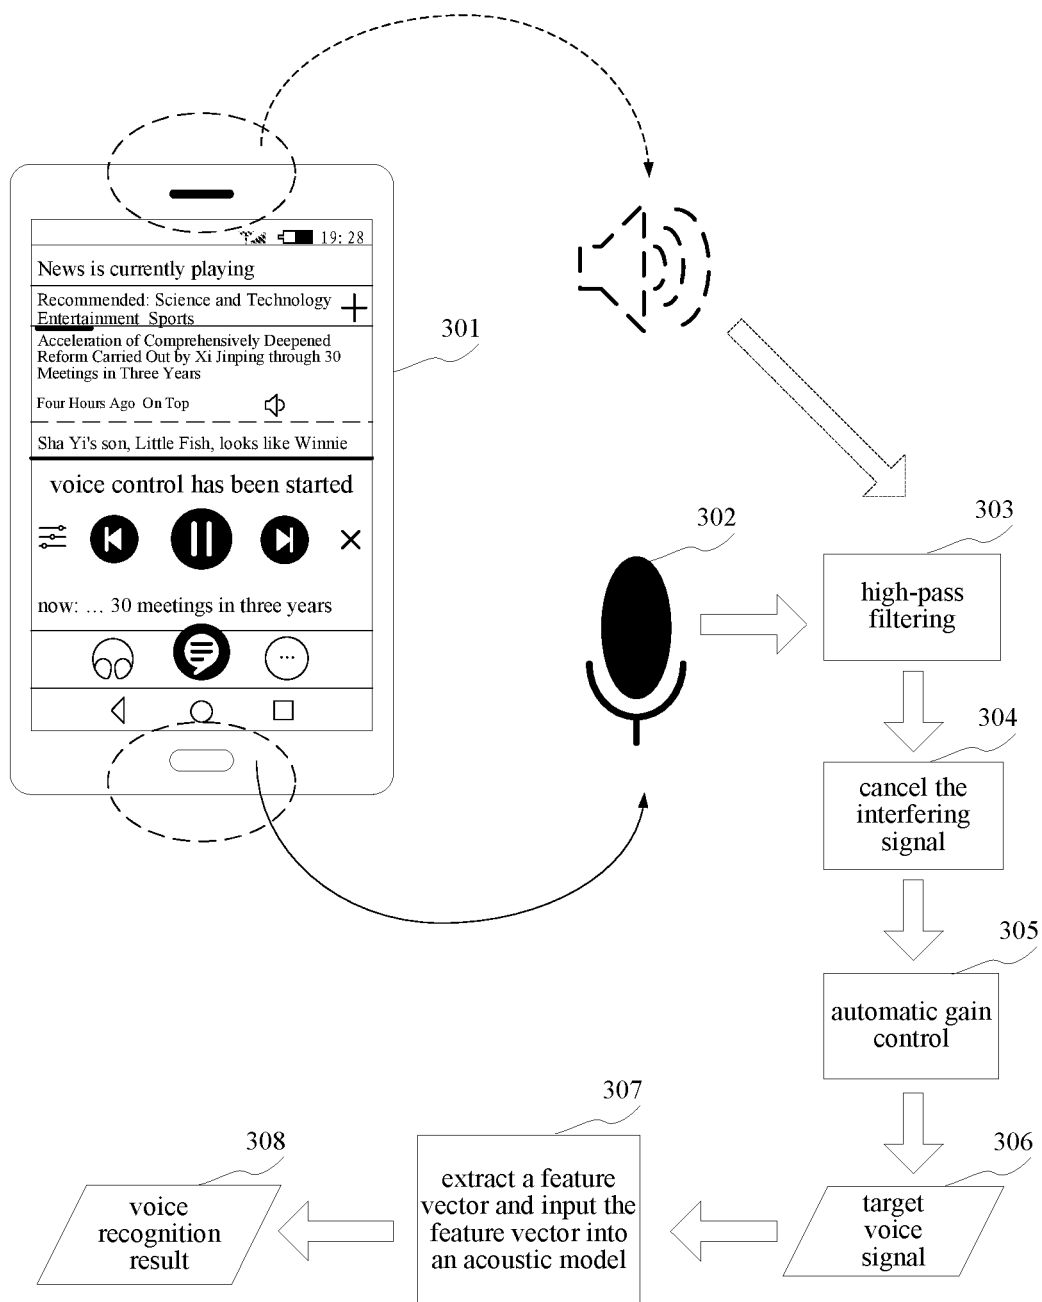 19:28
News is currently playing
Recommended: Science and Technology
Entertainment Sports
Acceleration of Comprehensively Deepened
Reform Carried Out by Xi Jinping through 30
Meetings in Three Years
Four Hours Ago On Top
Sha Yi's son, Little Fish, looks like Winnie
voice control has been started
now: ... 30 meetings in three years
...
301
302
303
high-pass
filtering
304
cancel the
interfering
signal
305
automatic gain
control
306
target
voice
signal
307
extract a feature
vector and input the
feature vector into
an acoustic model
308
voice
recognition
result